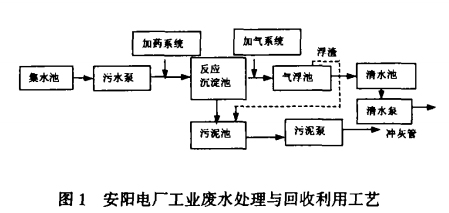 加药系统
加气系统
浮渣
集水池
污水泵
反应
沉淀池
气浮池
清水池
清水泵
污泥池
污泥泵
冲灰管
图1 安阳电厂工业废水处理与回收利用工艺